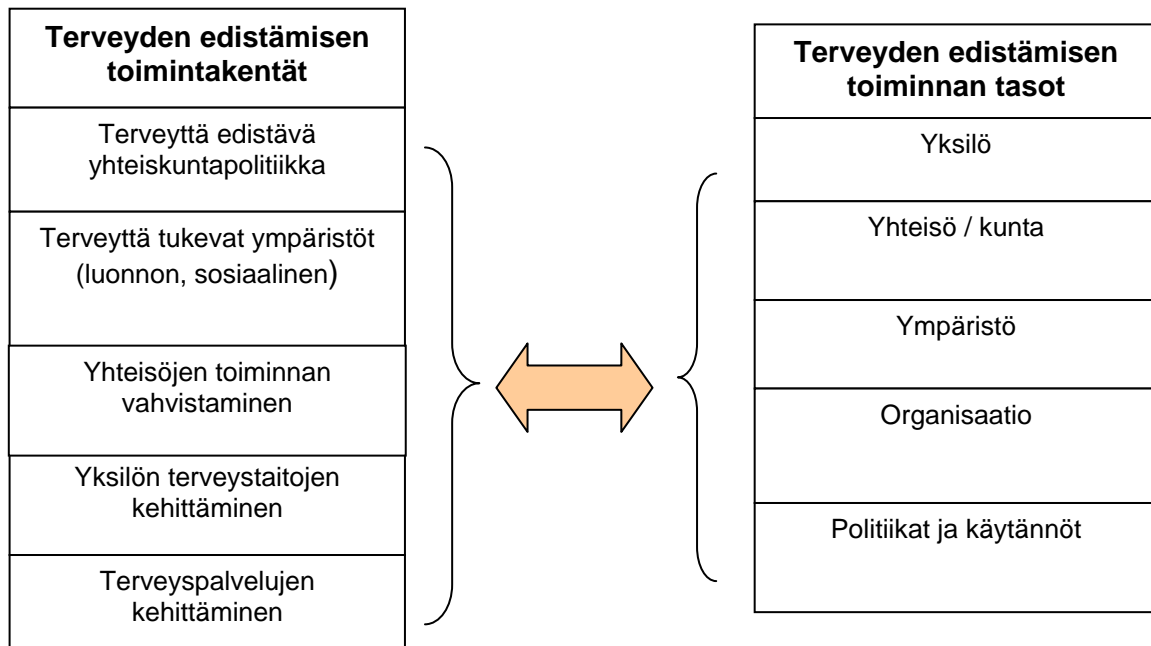 Terveyden edistämisen
toimintakentät
Terveyttä edistävä
yhteiskuntapolitiikka
Terveyttä tukevat ympäristöt
(luonnon, sosiaalinen)
Yhteisöjen toiminnan
vahvistaminen
Yksilön terveystaitojen
kehittäminen
Terveyspalvelujen
kehittäminen
Terveyden edistämisen
toiminnan tasot
Yksilö
Yhteisö / kunta
Ympäristö
Organisaatio
Politiikat ja käytännöt